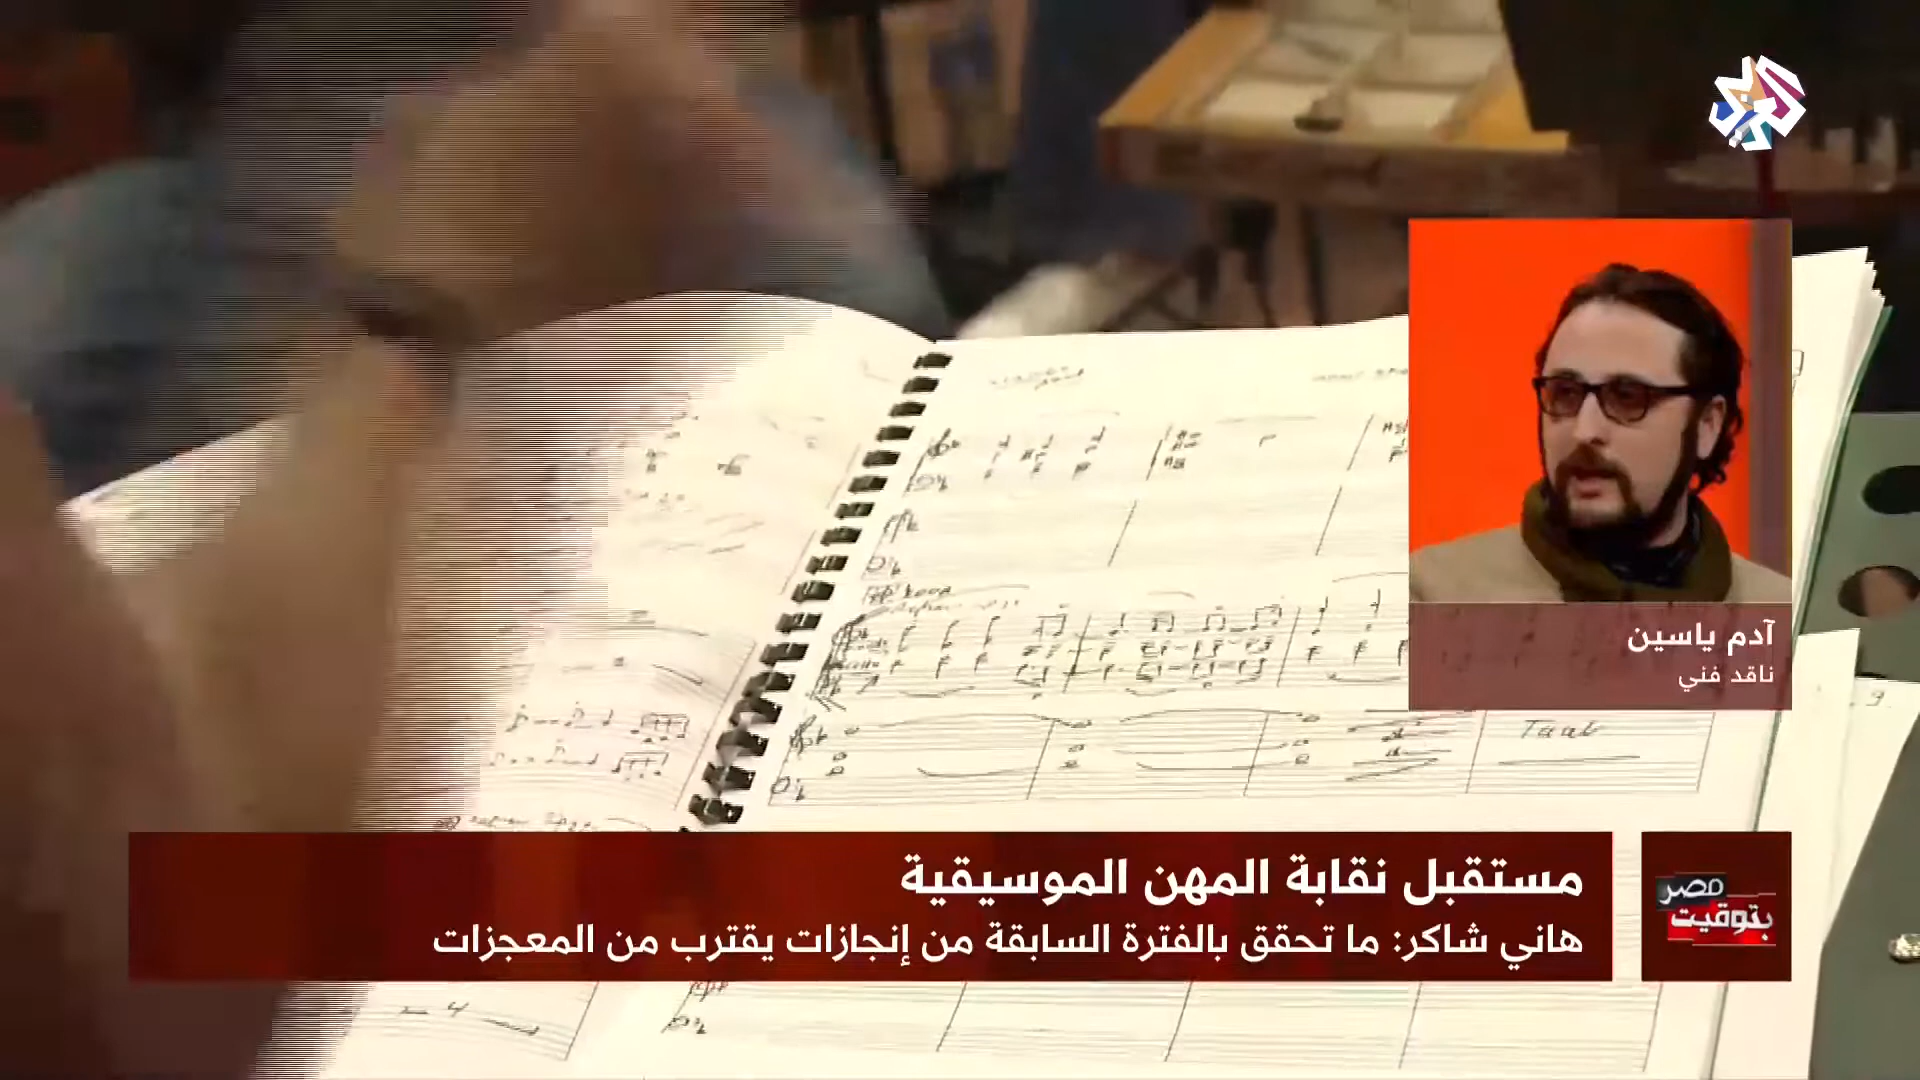 آدم ياسين
ناقد فني
مستقبل نقابة المهن الموسيقية
هاني شاكر: ما تحقق بالفترة السابقة من إنجازات يقترب من المعجزات
مصر
بتوقيت
Taal